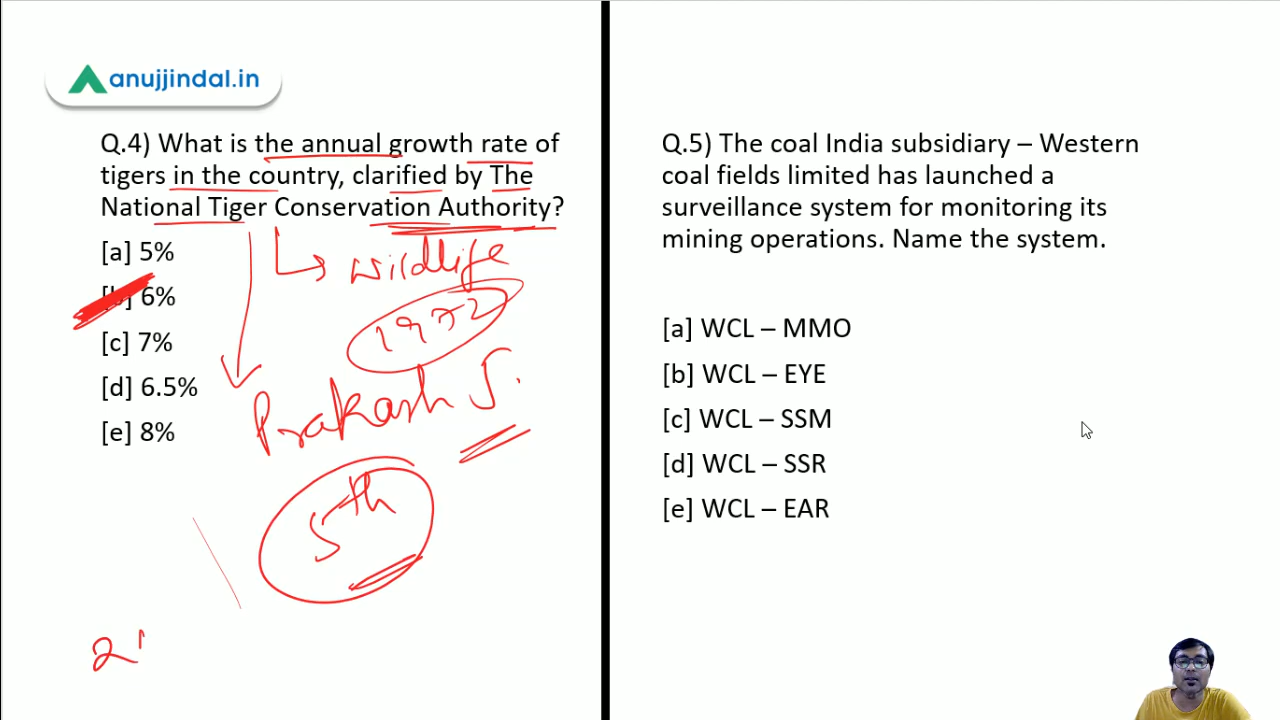 anujjindal.in
Q.4) What is the annual growth rate of
tigers in the country, clarified by The
National Tiger Conservation Authority?
[a] 5%
[b] 6%
[c] 7%
[d] 6.5%
[e] 8%
wildlife
1972
Prakash J.
5th
Q.5) The coal India subsidiary – Western
coal fields limited has launched a
surveillance system for monitoring its
mining operations. Name the system.
[a] WCL – MMO
[b] WCL – EYE
[c] WCL – SSM
[d] WCL – SSR
[e] WCL – EAR